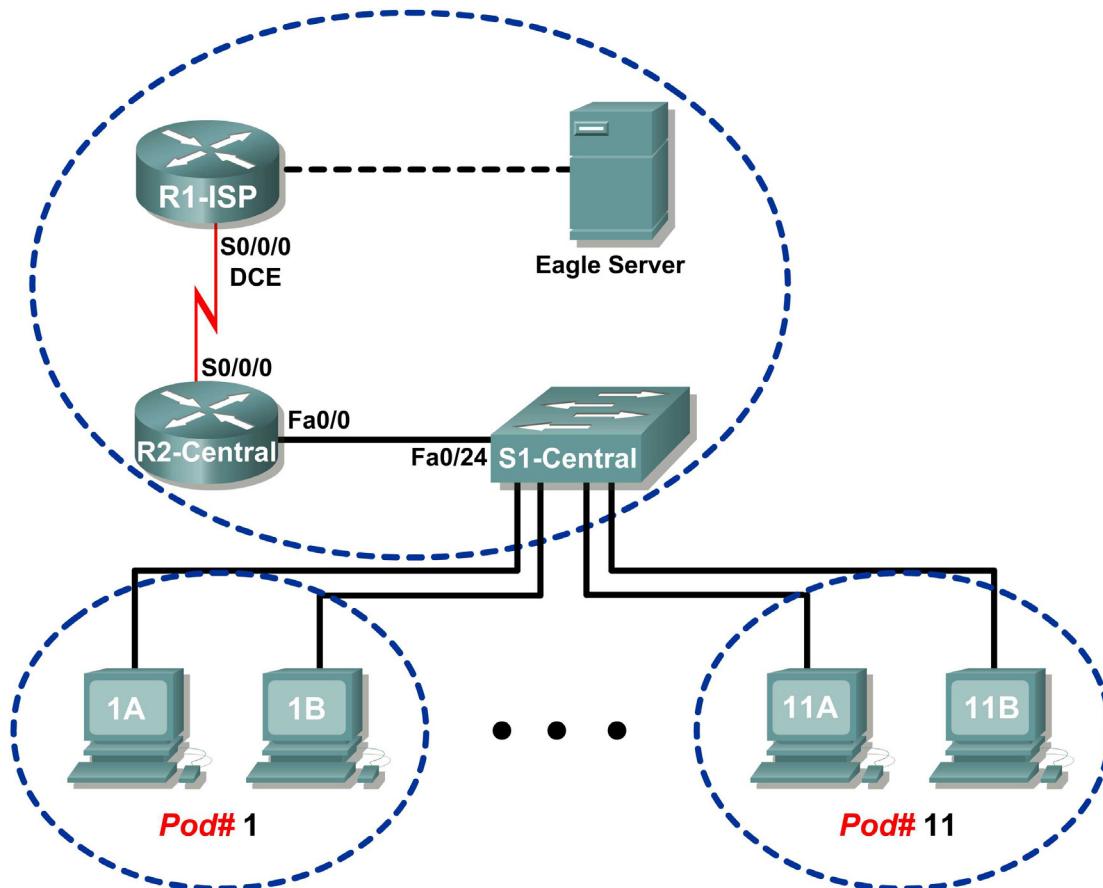 R1-ISP
S0/0/0
DCE
Eagle Server
S0/0/0
R2-Central
Fa0/0
Fa0/24
S1-Central
1A
1B
11A
11B
Pod# 1
Pod# 11